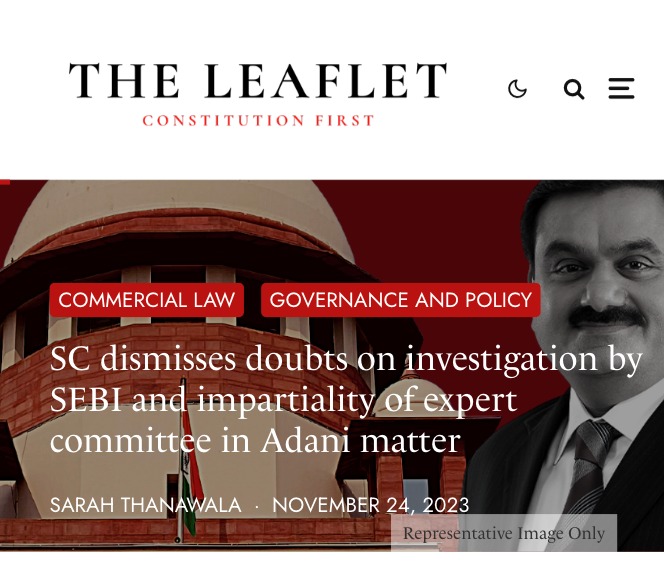 THE LEAFLET
CONSTITUTION FIRST
COMMERCIAL LAW
GOVERNANCE AND POLICY
SC dismisses doubts on investigation by
SEBI and impartiality of expert
committee in Adani matter
SARAH THANAWALA · NOVEMBER 24, 2023
Representative Image Only